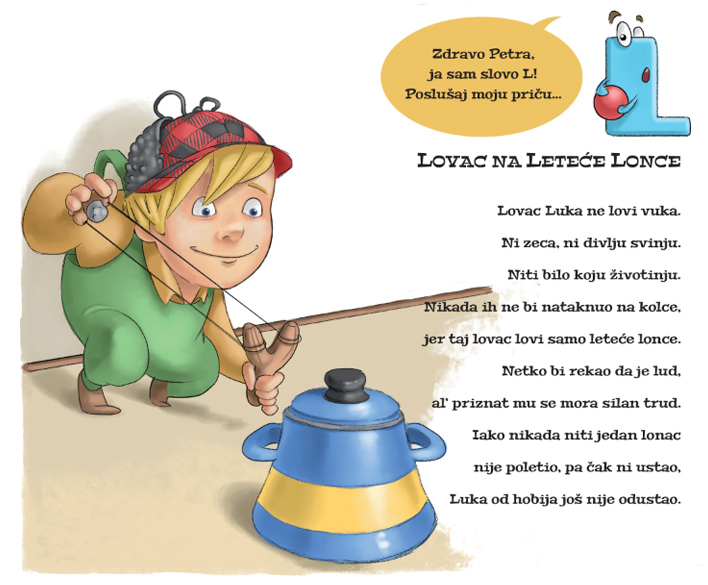 Zdravo Petra,
ja sam slovo L!
Poslušaj moju priču...
Lovac na Leteće Lonce
Lovac Luka ne lovi vuka.
Ni zeca, ni divlju svinju.
Niti bilo koju životinju.
Nikada ih ne bi nataknuo na kolce,
jer taj lovac lovi samo leteće lonce.
Netko bi rekao da je lud,
al' priznat mu se mora silan trud.
Iako nikada niti jedan lonac
nije poletio, pa čak ni ustao,
Luka od hobija još nije odustao.